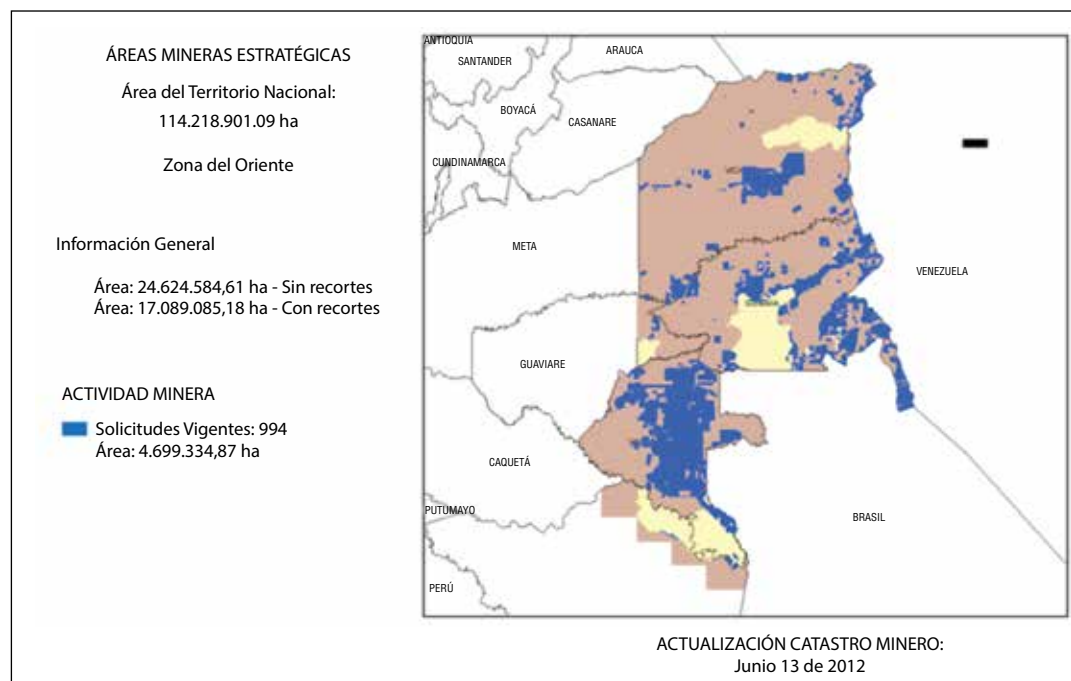 ÁREAS MINERAS ESTRATÉGICAS
Área del Territorio Nacional:
114.218.901.09 ha
Zona del Oriente
Información General
Área: 24.624.584,61 ha - Sin recortes
Área: 17.089.085,18 ha - Con recortes
ACTIVIDAD MINERA
Solicitudes Vigentes: 994
Área: 4.699.334,87 ha
ANTIOQUIA
SANTANDER
ARAUCA
BOYACÁ
CASANARE
CUNDINAMARCA
META
VENEZUELA
GUAVIARE
CAQUETÁ
PUTUMAYO
BRASIL
PERÚ
ACTUALIZACIÓN CATASTRO MINERO:
Junio 13 de 2012